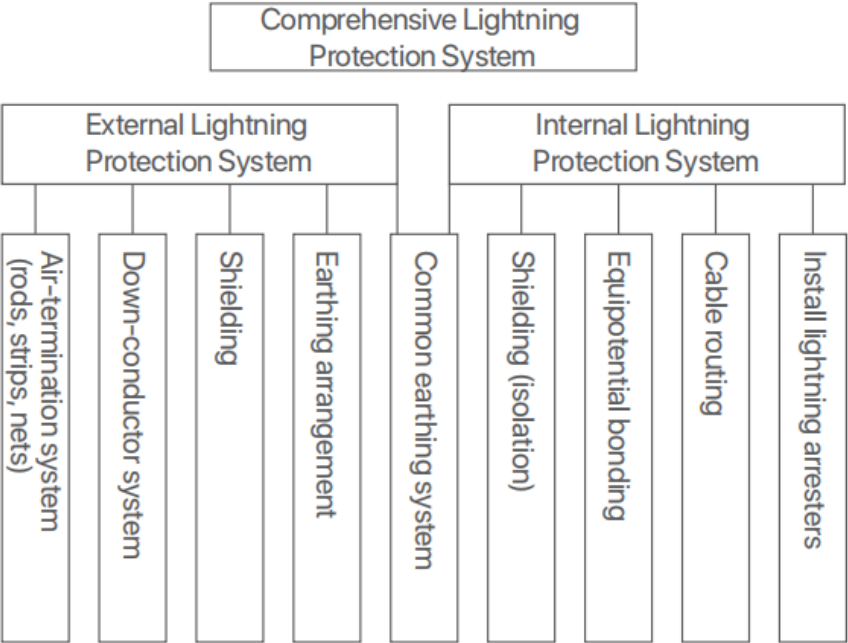 Comprehensive Lightning
Protection System
External Lightning
Protection System
Internal Lightning
Protection System
Air-termination system
(rods, strips, nets)
Down-conductor system
Shielding
Earthing arrangement
Common earthing system
Shielding (isolation)
Equipotential bonding
Cable routing
Install lightning arresters